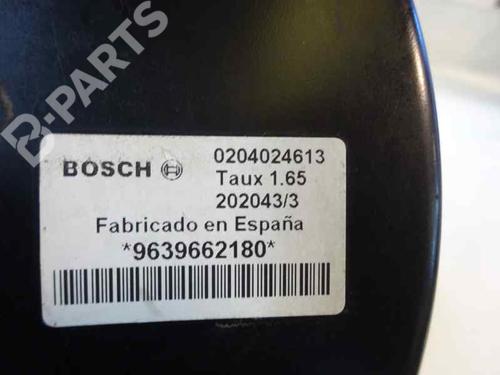 B-PARTS
BOSCH
0204024613
Taux 1.65
202043/3
Fabricado en España
*9639662180*